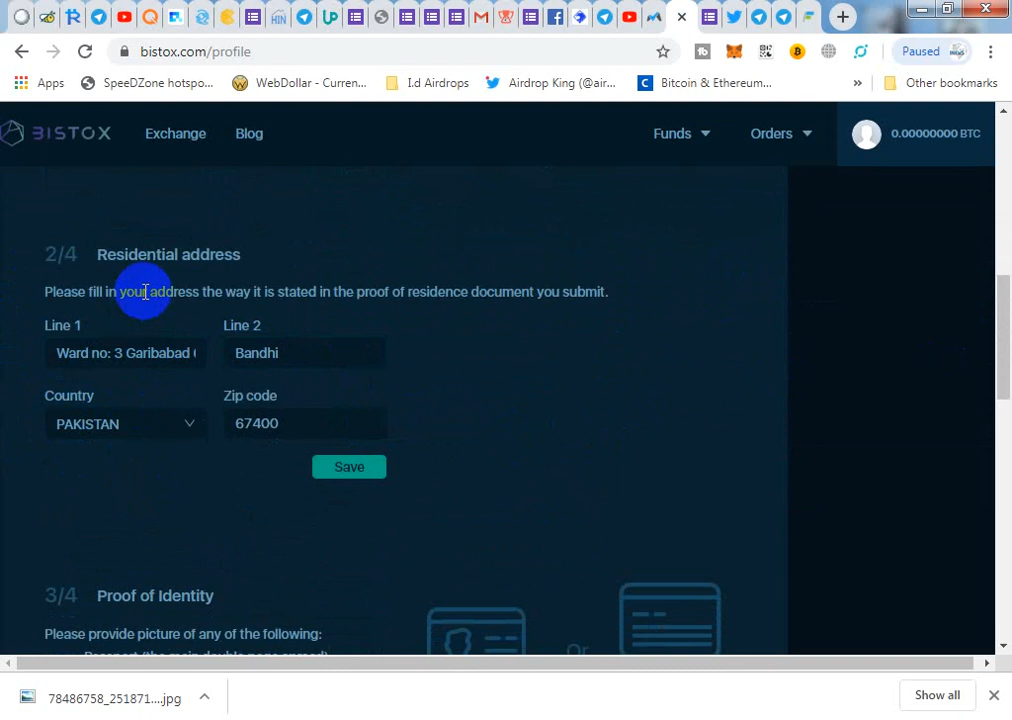 Paused
bistox.com/profile
Apps
SpeeDZone hotspo...
WebDollar - Curren...
I.d Airdrops
Airdrop King (@air...
Bitcoin & Ethereum...
»
Other bookmarks
BISTOX
Exchange
Blog
Funds
Orders
0.00000000 BTC
2/4 Residential address
Please fill in your address the way it is stated in the proof of residence document you submit.
Line 1
Line 2
Ward no: 3 Garibabad
Bandhi
Country
Zip code
PAKISTAN
67400
Save
3/4 Proof of Identity
Please provide picture of any of the following:
Or
78486758_251871....jpg
Show all